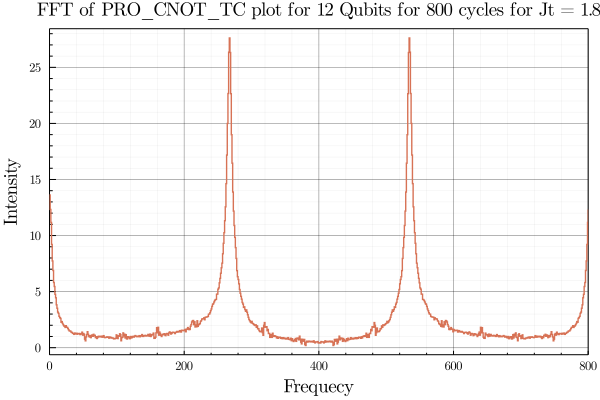 FFT of PRO_CNOT_TC plot for 12 Qubits for 800 cycles for Jt = 1.8
25
20
15
10
5
0
Intensity
0 200 400 600 800
Frequecy